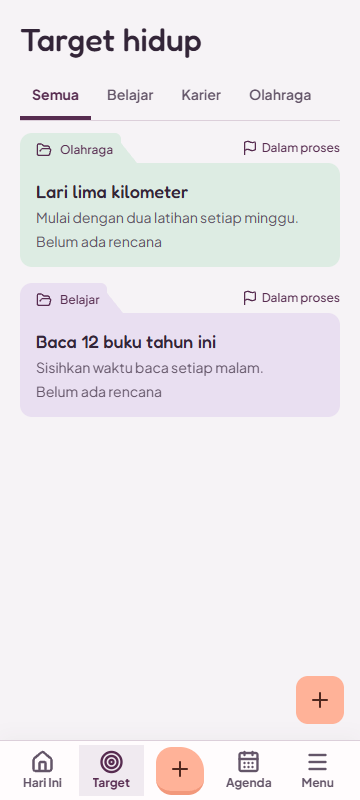 Target hidup
Semua Belajar Karier Olahraga
Olahraga Dalam proses
Lari lima kilometer
Mulai dengan dua latihan setiap minggu.
Belum ada rencana
Belajar Dalam proses
Baca 12 buku tahun ini
Sisihkan waktu baca setiap malam.
Belum ada rencana
Hari Ini Target Agenda Menu